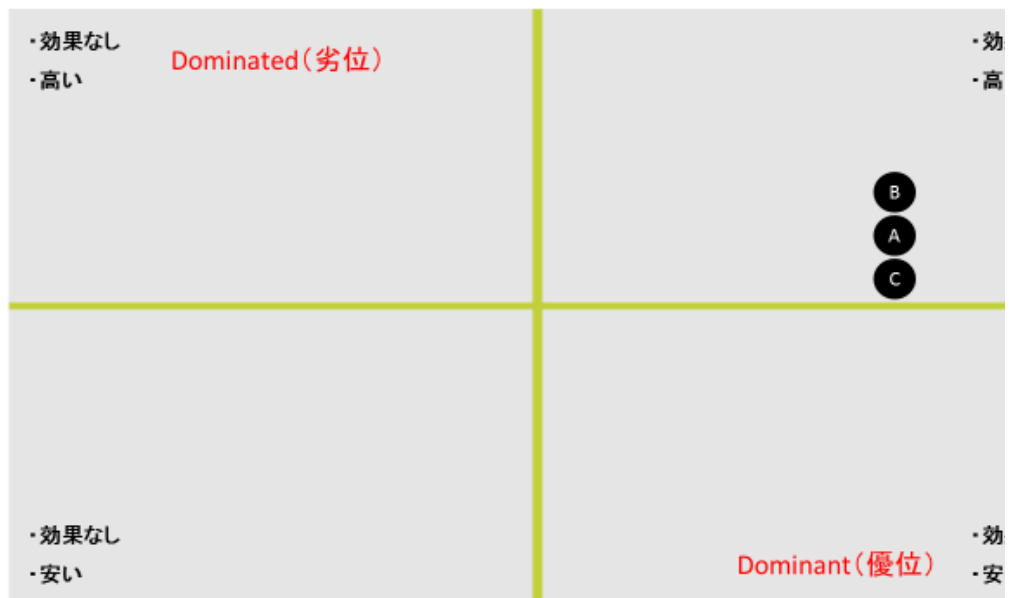 ・効果なし
・高い
Dominated（劣位）
・効
・高
B
A
C
・効果なし
・安い
Dominant（優位）
・効
・安